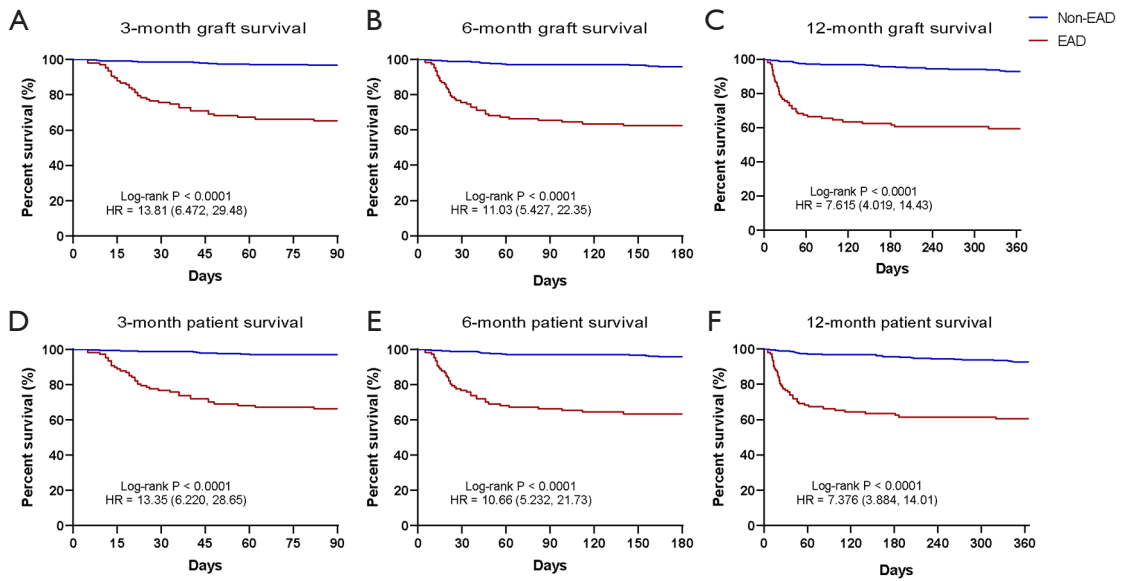 A
3-month graft survival
Percent survival (%)
100
80
60
40
20
0
Log-rank P < 0.0001
HR = 13.81 (6.472, 29.48)
0 15 30 45 60 75 90
Days
B
6-month graft survival
Percent survival (%)
100
80
60
40
20
0
Log-rank P < 0.0001
HR = 11.03 (5.427, 22.35)
0 30 60 90 120 150 180
Days
C
12-month graft survival
Percent survival (%)
100
80
60
40
20
0
Log-rank P < 0.0001
HR = 7.615 (4.019, 14.43)
0 60 120 180 240 300 360
Days
Non-EAD
EAD
D
3-month patient survival
Percent survival (%)
100
80
60
40
20
0
Log-rank P < 0.0001
HR = 13.35 (6.220, 28.65)
0 15 30 45 60 75 90
Days
E
6-month patient survival
Percent survival (%)
100
80
60
40
20
0
Log-rank P < 0.0001
HR = 10.66 (5.232, 21.73)
0 30 60 90 120 150 180
Days
F
12-month patient survival
Percent survival (%)
100
80
60
40
20
0
Log-rank P < 0.0001
HR = 7.376 (3.884, 14.01)
0 60 120 180 240 300 360
Days